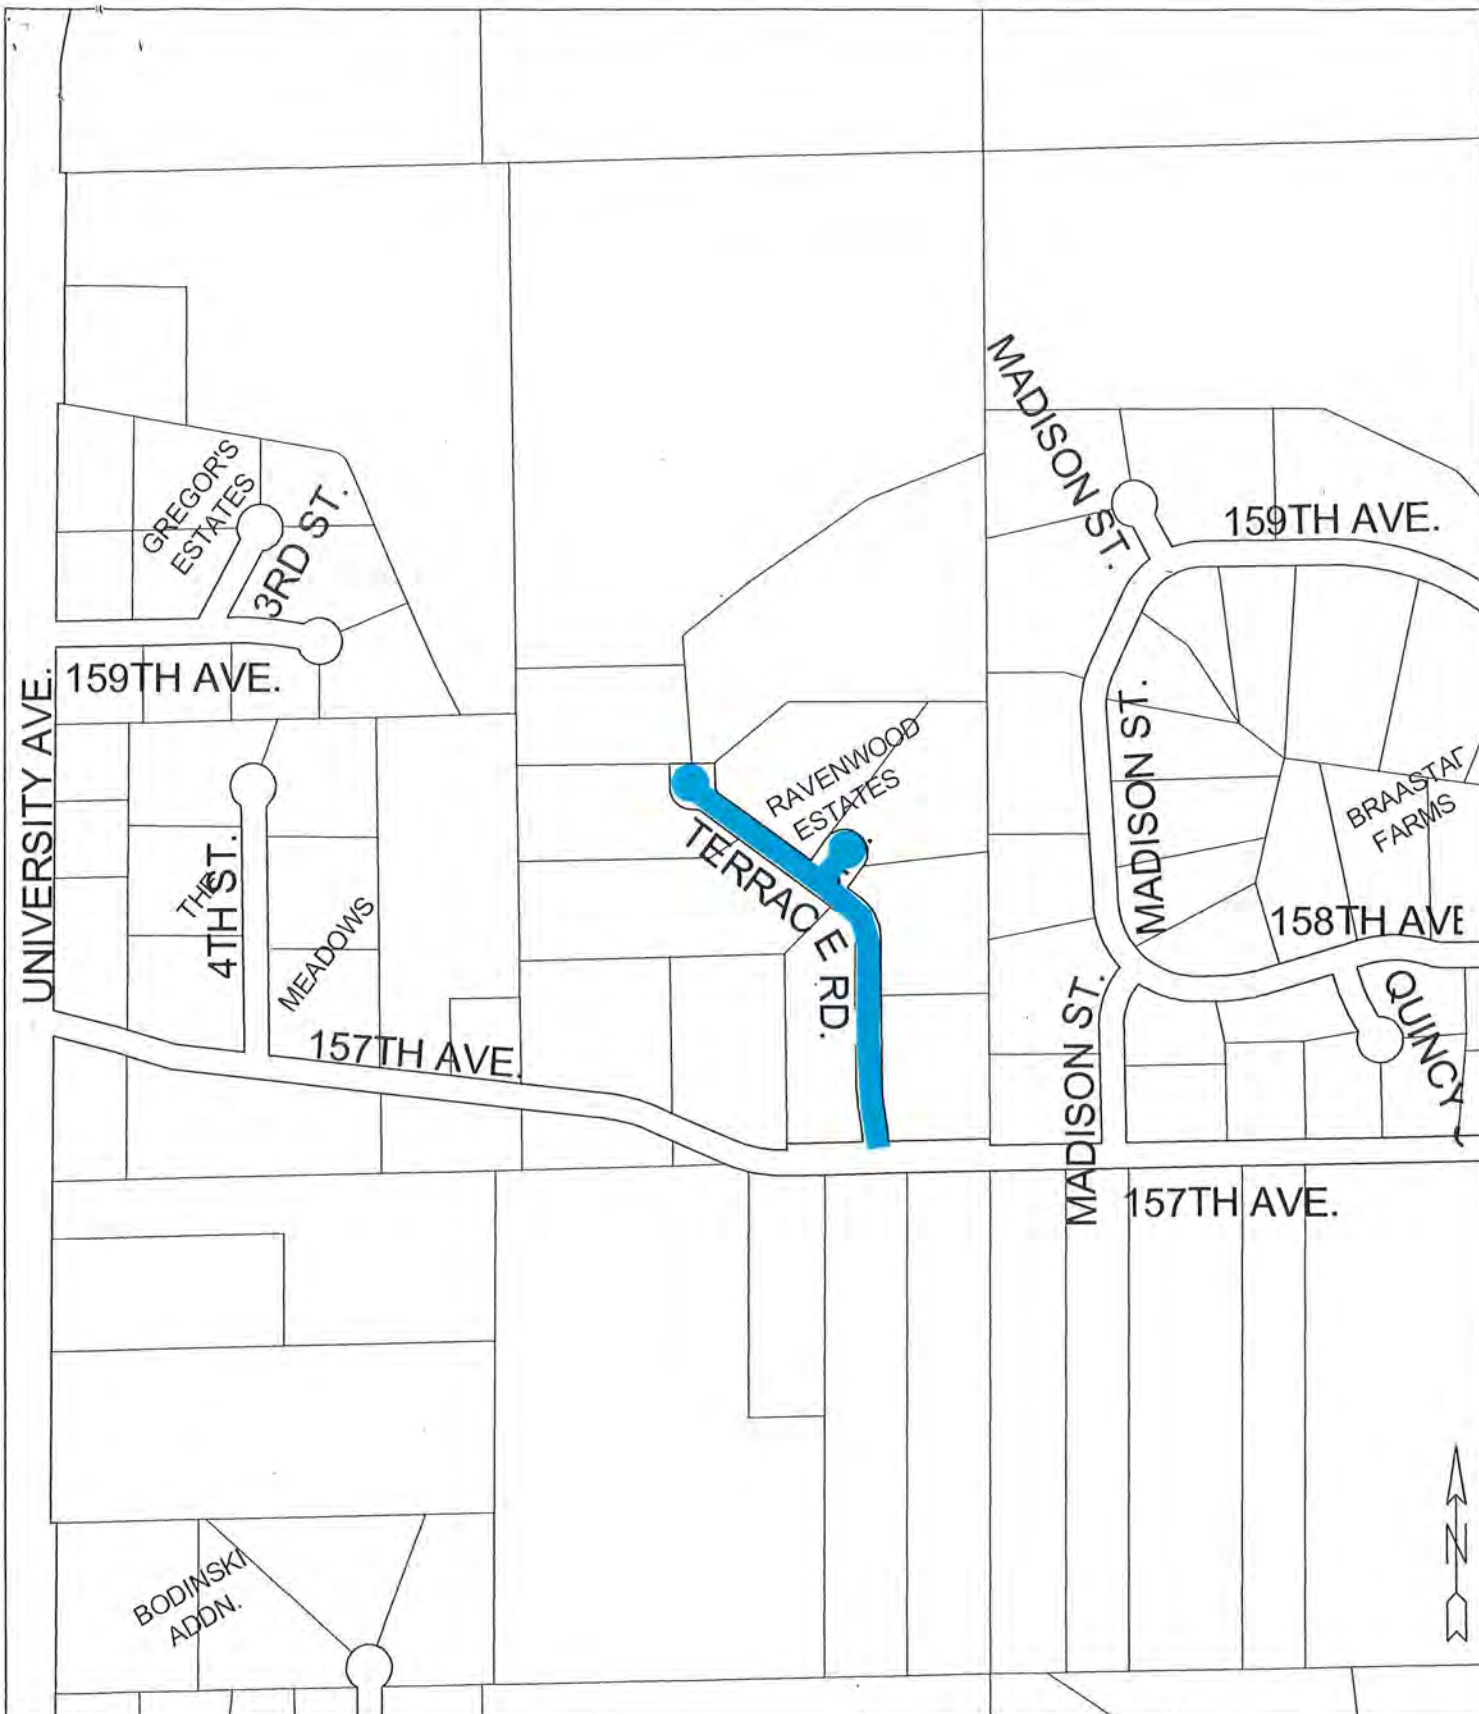 MADISON ST.
GREGOR'S
ESTATES
3RD ST.
159TH AVE.
159TH AVE.
UNIVERSITY AVE.
RAVENWOOD
ESTATES
TERRACE RD.
MADISON ST.
FARMS
THE
MEADOWS
4TH ST.
158TH AVE
157TH AVE.
MADISON ST.
QUINCY
157TH AVE.
BODINSKI
ADDN.
N